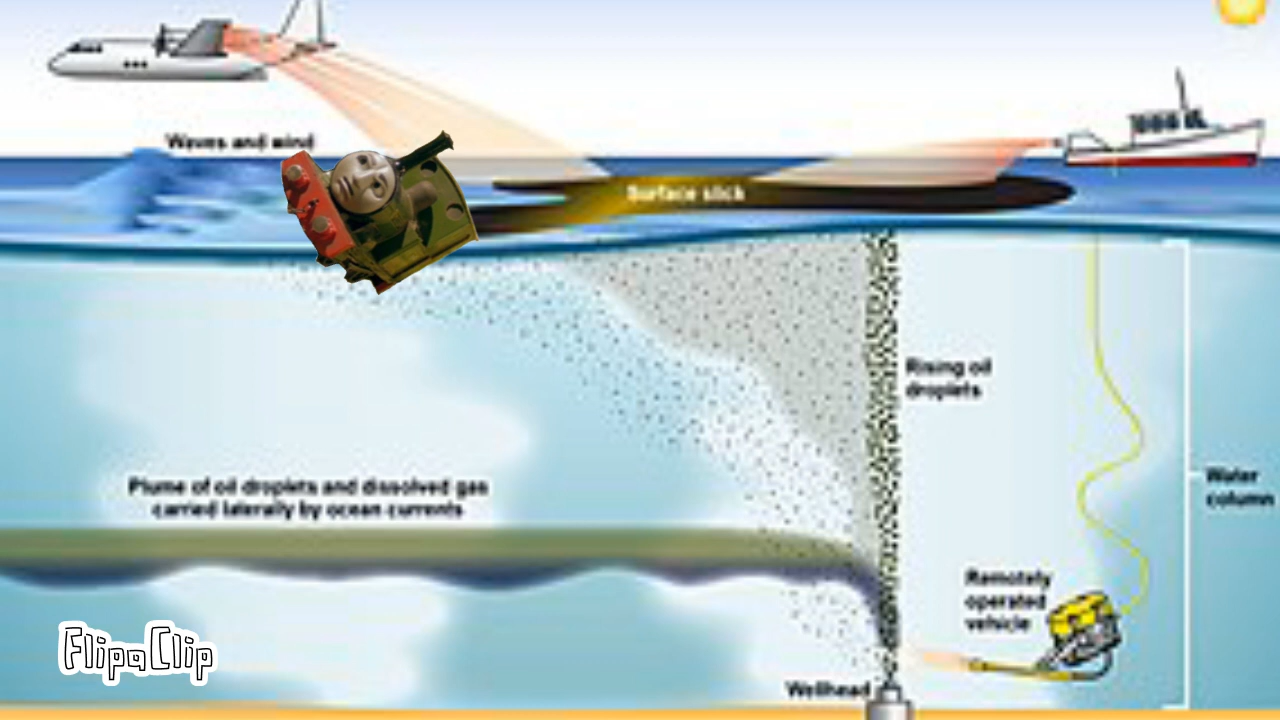 Waves and wind
Surface slick
Rising oil
droplets
Plume of oil droplets and dissolved gas
carried laterally by ocean currents
Water
column
Remotely
operated
vehicle
FlipaClip
Wellhead